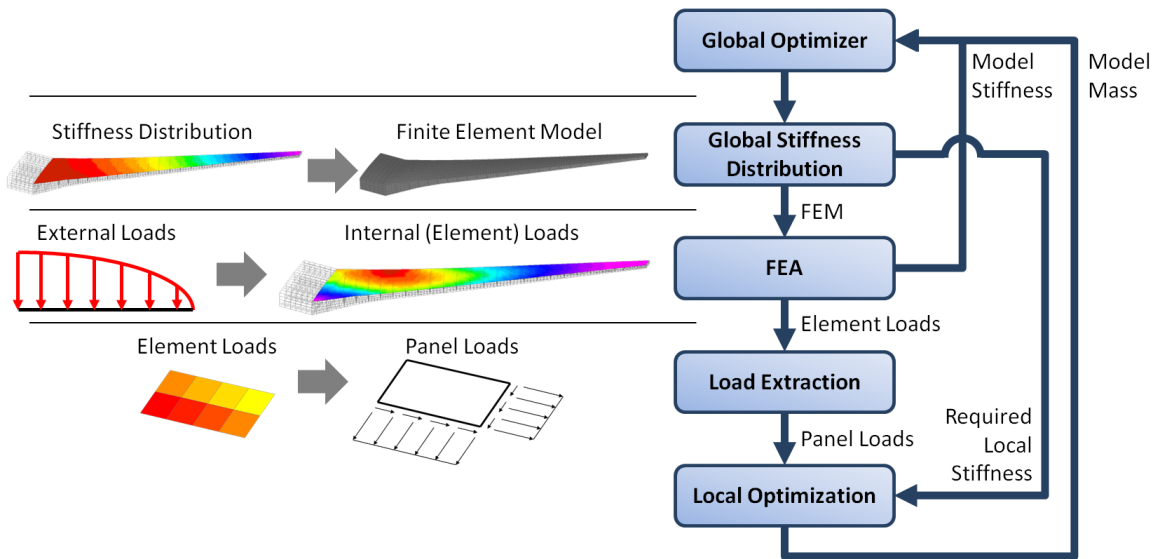 Global Optimizer
Model
Stiffness
Model
Mass
Stiffness Distribution
Finite Element Model
Global Stiffness
Distribution
FEM
External Loads
Internal (Element) Loads
FEA
Element Loads
Element Loads
Panel Loads
Load Extraction
Panel Loads
Required
Local
Stiffness
Local Optimization